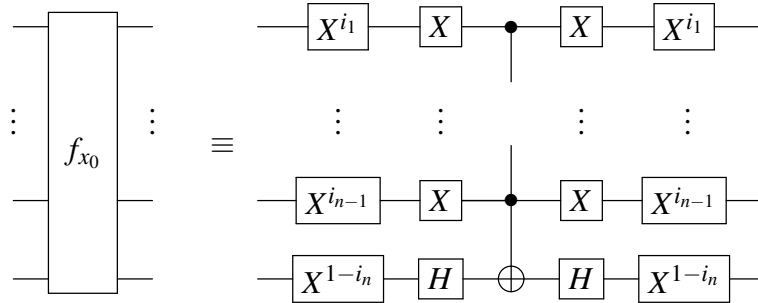 X^{i_1} X X X^{i_1}
⋮ ⋮ ⋮ ⋮ ⋮ ⋮
f_{x_0} ≡
X^{i_{n-1}} X X X^{i_{n-1}}
X^{1-i_n} H H X^{1-i_n}